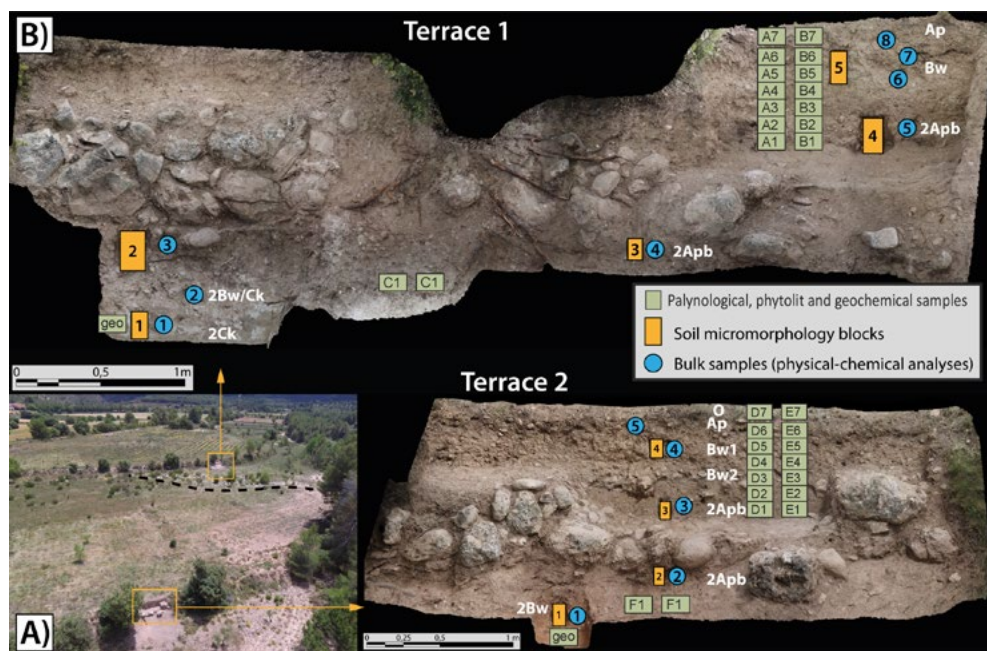 B)
Terrace 1
A7 B7
A6 B6
A5 B5
A4 B4
A3 B3
A2 B2
A1 B1
5
8
Ap
7
Bw
6
4
5
2Apb
2
3
3
4
2Apb
2
2Bw/Ck
C1 C1
geo
1
1
2Ck
0 0,5 1m
Palynological, phytolit and geochemical samples
Soil micromorphology blocks
Bulk samples (physical-chemical analyses)
Terrace 2
O
Ap
5
4
4
Bw1
Bw2
3
3
2Apb
D7 E7
D6 E6
D5 E5
D4 E4
D3 E3
D2 E2
D1 E1
2
2
2Apb
F1 F1
2Bw
1
1
geo
0 0,25 0,5 1 m
A)